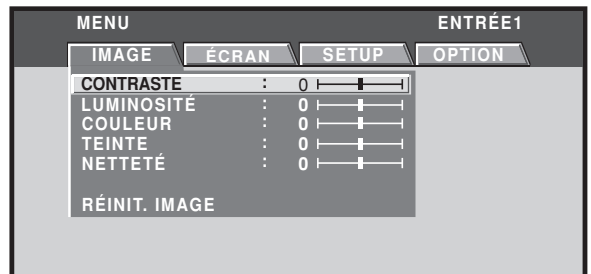 MENU ENTRÉE1
IMAGE ÉCRAN SETUP OPTION
CONTRASTE : 0
LUMINOSITÉ : 0
COULEUR : 0
TEINTE : 0
NETTETÉ : 0
RÉINIT. IMAGE